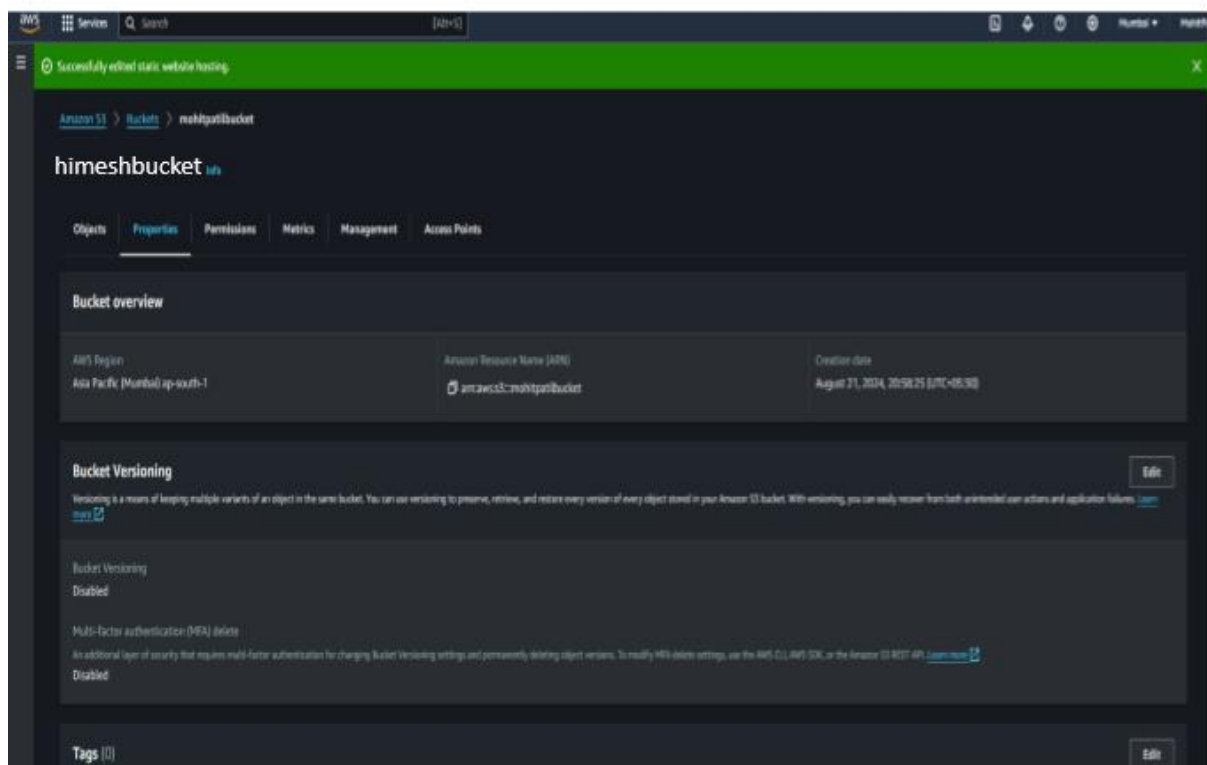 aws Services Search [Alt+S] Mumbai
Successfully edited static website hosting.
Amazon S3 > Buckets > mohitpatilbucket
himeshbucket Info
Objects Properties Permissions Metrics Management Access Points
Bucket overview
AWS Region
Asia Pacific (Mumbai) ap-south-1
Amazon Resource Name (ARN)
arn:aws:s3:::mohitpatilbucket
Creation date
August 21, 2024, 20:58:25 (UTC+05:30)
Bucket Versioning Edit
Versioning is a means of keeping multiple variants of an object in the same bucket. You can use versioning to preserve, retrieve, and restore every version of every object stored in your Amazon S3 bucket. With versioning, you can easily recover from both unintended user actions and application failures. Learn
more
Bucket Versioning
Disabled
Multi-factor authentication (MFA) delete
An additional layer of security that requires multi-factor authentication for changing Bucket Versioning settings and permanently deleting object versions. To modify MFA delete settings, use the AWS CLI, AWS SDK, or the Amazon S3 REST API. Learn more
Disabled
Tags (0) Edit